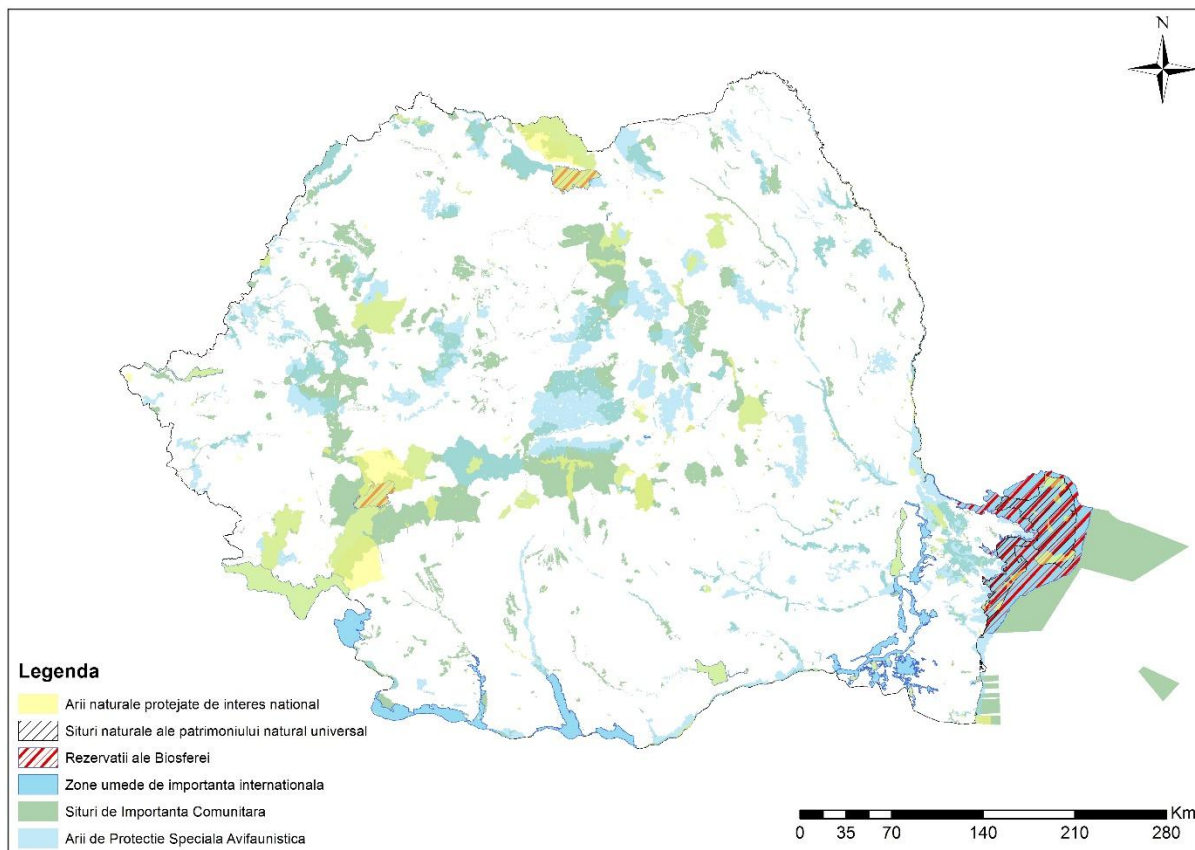 N
Legenda
Arii naturale protejate de interes national
Situri naturale ale patrimoniului natural universal
Rezervatii ale Biosferei
Zone umede de importanta internationala
Situri de Importanta Comunitara
Arii de Protectie Speciala Avifaunistica
Km
0 35 70 140 210 280